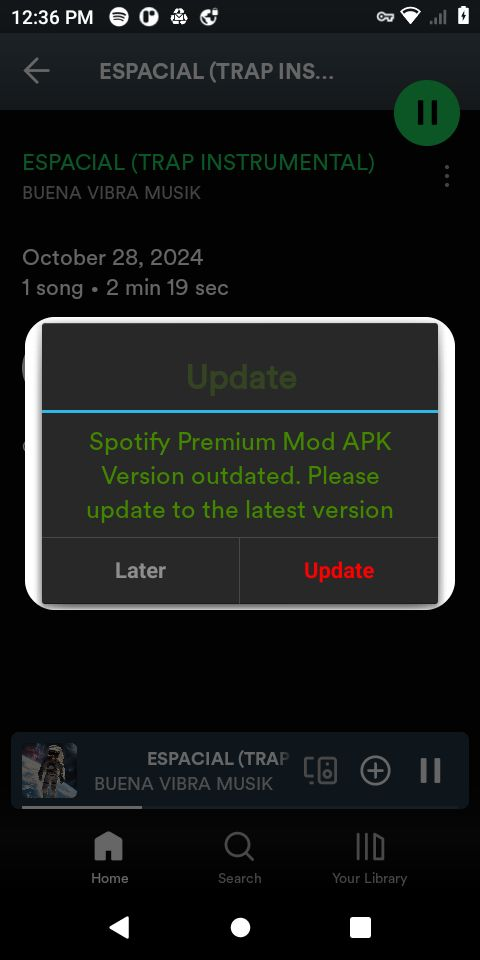 12:36 PM
ESPACIAL (TRAP INS...
ESPACIAL (TRAP INSTRUMENTAL)
BUENA VIBRA MUSIK
October 28, 2024
1 song • 2 min 19 sec
Update
Spotify Premium Mod APK
Version outdated. Please
update to the latest version
Later
Update
ESPACIAL (TRAP
BUENA VIBRA MUSIK
Home
Search
Your Library